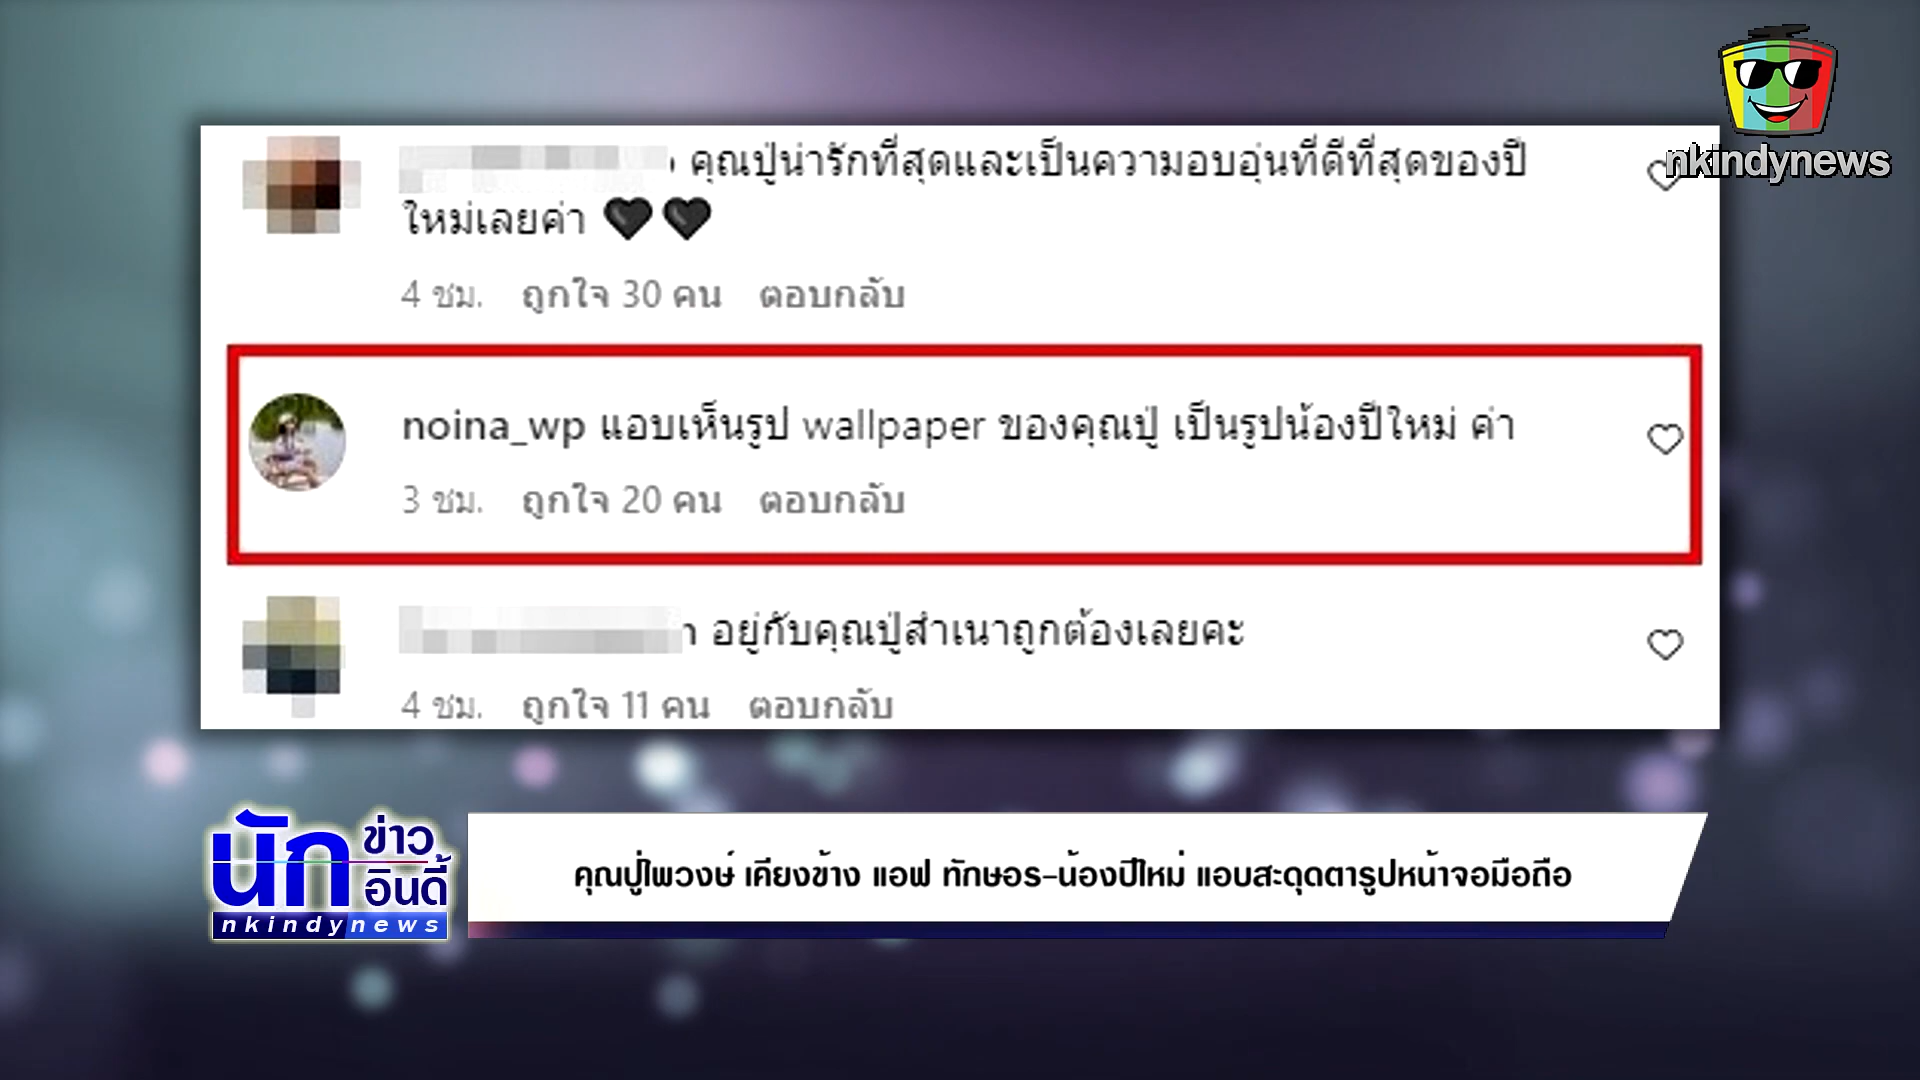 nkindynews
คุณปู่น่ารักที่สุดและเป็นความอบอุ่นที่ดีที่สุดของปี
ใหม่เลยค่า 🖤🖤
4 ชม. ถูกใจ 30 คน ตอบกลับ
noina_wp แอบเห็นรูป wallpaper ของคุณปู่ เป็นรูปน้องปีใหม่ ค่า
3 ชม. ถูกใจ 20 คน ตอบกลับ
อยู่กับคุณปู่สำเนาถูกต้องเลยคะ
4 ชม. ถูกใจ 11 คน ตอบกลับ
นักข่าวอินดี้
nkindynews
คุณปู่ไพวงษ์ เคียงข้าง แอฟ ทักษอร-น้องปีใหม่ แอบสะดุดตารูปหน้าจอมือถือ